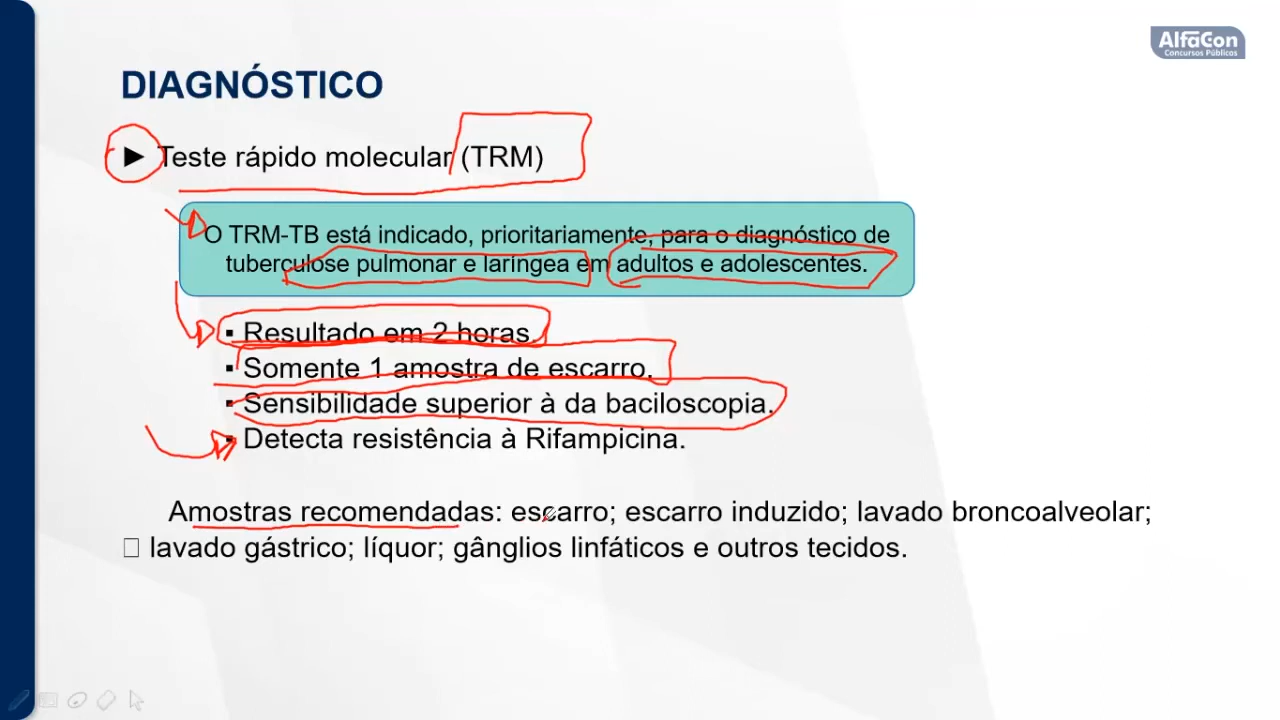 AlfaCon
Concursos Públicos
DIAGNÓSTICO
► Teste rápido molecular (TRM)
O TRM-TB está indicado, prioritariamente, para o diagnóstico de
tuberculose pulmonar e laríngea em adultos e adolescentes.
▪ Resultado em 2 horas.
▪ Somente 1 amostra de escarro.
▪ Sensibilidade superior à da baciloscopia.
▪ Detecta resistência à Rifampicina.
Amostras recomendadas: escarro; escarro induzido; lavado broncoalveolar;
□ lavado gástrico; líquor; gânglios linfáticos e outros tecidos.